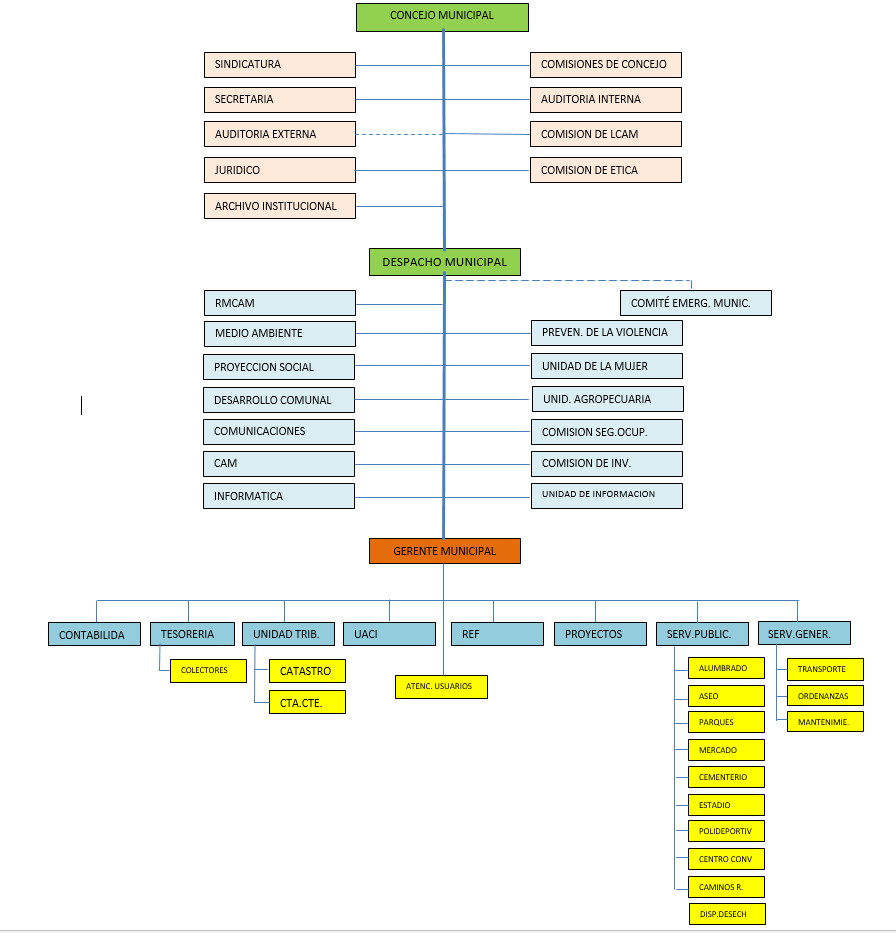 CONCEJO MUNICIPAL
SINDICATURA
COMISIONES DE CONCEJO
SECRETARIA
AUDITORIA INTERNA
AUDITORIA EXTERNA
COMISION DE LCAM
JURIDICO
COMISION DE ETICA
ARCHIVO INSTITUCIONAL
DESPACHO MUNICIPAL
RMCAM
COMITÉ EMERG. MUNIC.
MEDIO AMBIENTE
PREVEN. DE LA VIOLENCIA
PROYECCION SOCIAL
UNIDAD DE LA MUJER
DESARROLLO COMUNAL
UNID. AGROPECUARIA
COMUNICACIONES
COMISION SEG.OCUP.
CAM
COMISION DE INV.
INFORMATICA
UNIDAD DE INFORMACION
GERENTE MUNICIPAL
CONTABILIDA
TESORERIA
UNIDAD TRIB.
UACI
REF
PROYECTOS
SERV.PUBLIC.
SERV.GENER.
COLECTORES
CATASTRO
CTA.CTE.
ATENC. USUARIOS
ALUMBRADO
ASEO
PARQUES
MERCADO
CEMENTERIO
ESTADIO
POLIDEPORTIV
CENTRO CONV
CAMINOS R.
DISP.DESECH
TRANSPORTE
ORDENANZAS
MANTENIMIE.